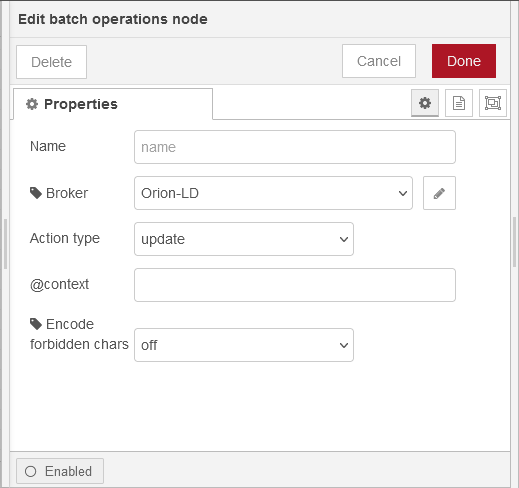 Edit batch operations node
Delete
Cancel
Done
Properties
Name
name
Broker
Orion-LD
Action type
update
@context
Encode
forbidden chars
off
Enabled